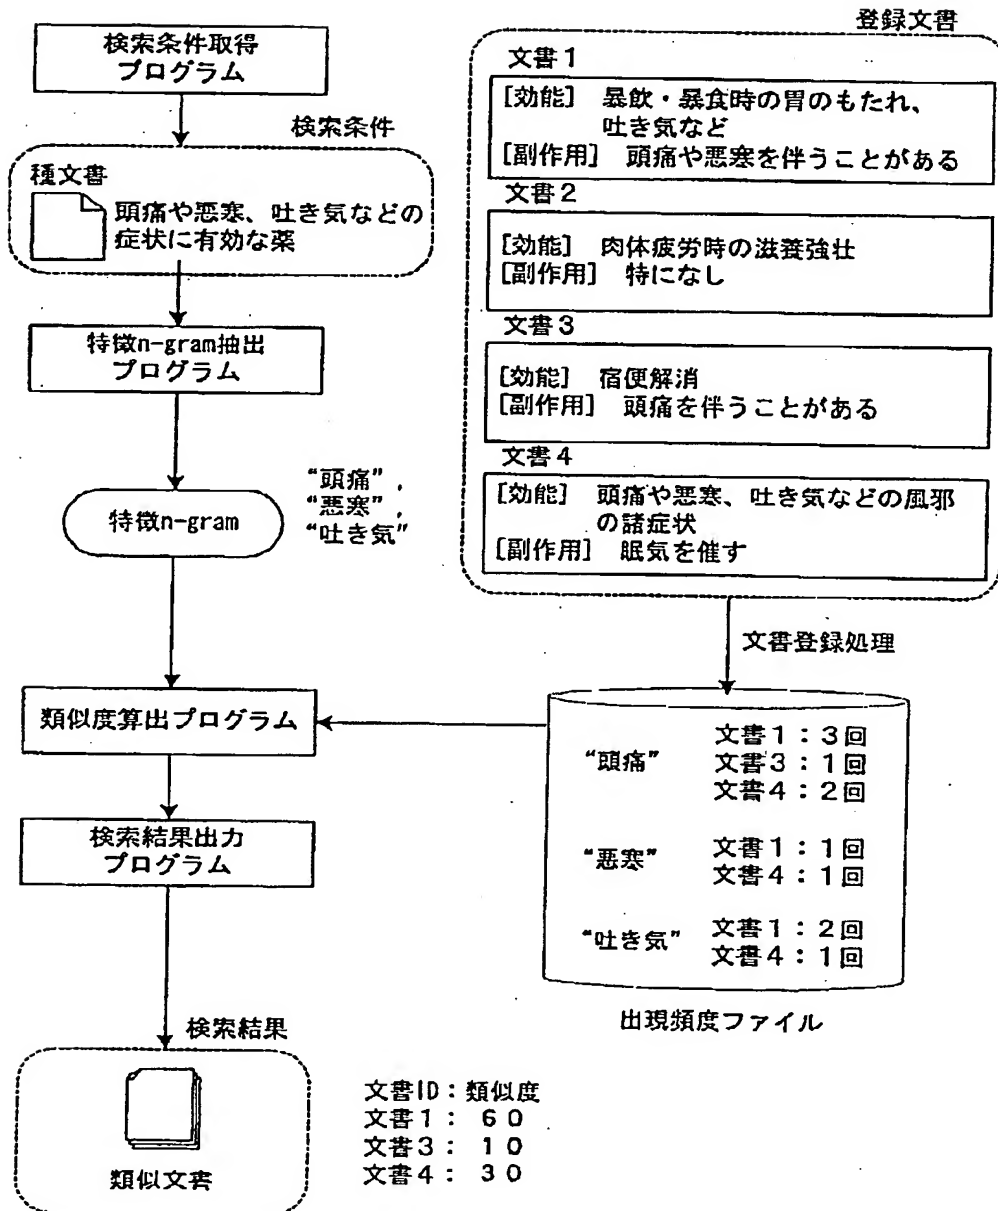 検索条件取得
プログラム
検索条件
種文書
頭痛や悪寒、吐き気などの
症状に有効な薬
特徴n-gram抽出
プログラム
特徴n-gram
“頭痛”,
“悪寒”,
“吐き気”
類似度算出プログラム
検索結果出力
プログラム
検索結果
類似文書
文書ID：類似度
文書1： 60
文書3： 10
文書4： 30
登録文書
文書1
[効能] 暴飲・暴食時の胃のもたれ、
吐き気など
[副作用] 頭痛や悪寒を伴うことがある
文書2
[効能] 肉体疲労時の滋養強壮
[副作用] 特になし
文書3
[効能] 宿便解消
[副作用] 頭痛を伴うことがある
文書4
[効能] 頭痛や悪寒、吐き気などの風邪
の諸症状
[副作用] 眠気を催す
文書登録処理
“頭痛”
文書1：3回
文書3：1回
文書4：2回
“悪寒”
文書1：1回
文書4：1回
“吐き気”
文書1：2回
文書4：1回
出現頻度ファイル